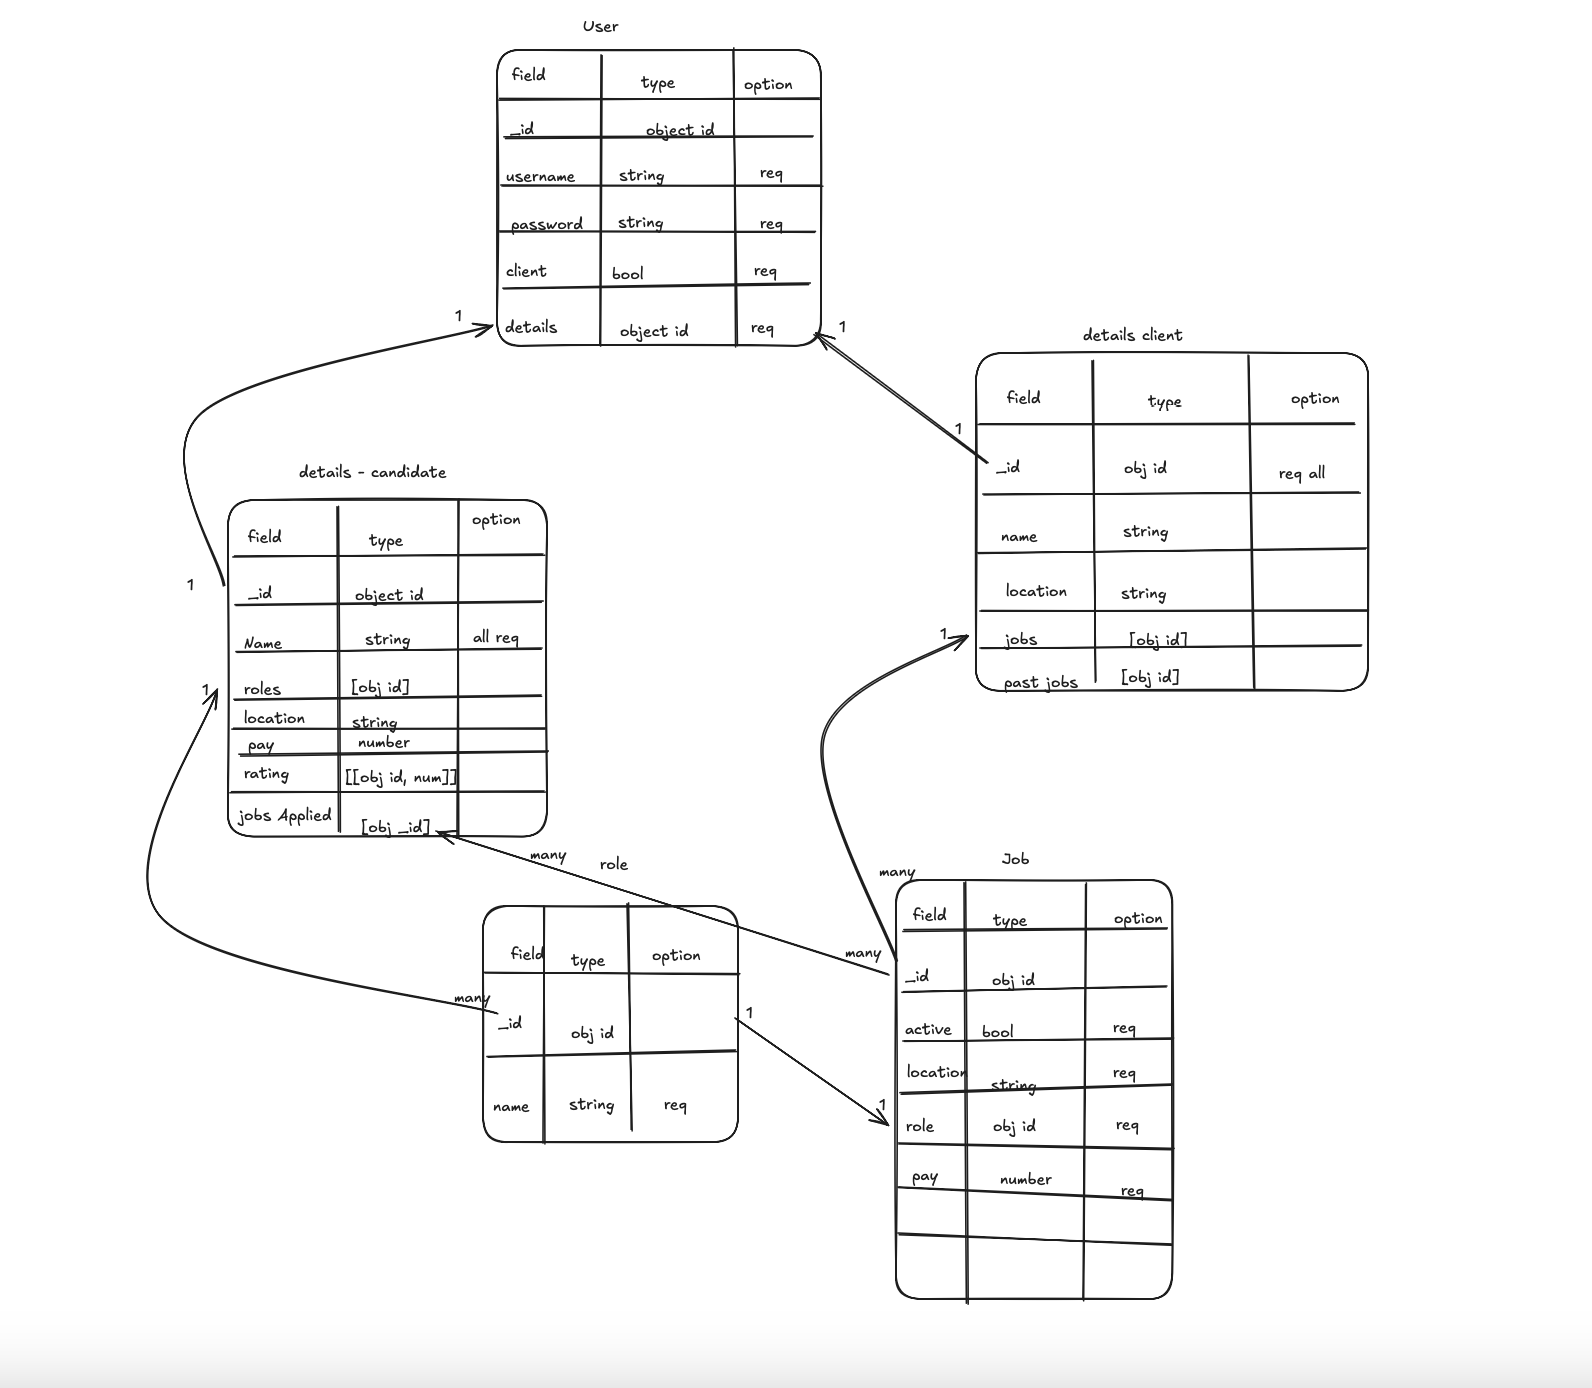 User
field type option
_id object id
username string req
password string req
client bool req
details object id req
1
1
details client
field type option
1
_id obj id req all
name string
location string
jobs [obj id]
past jobs [obj id]
1
details - candidate
field type option
_id object id
1
Name string all req
roles [obj id]
1
location string
pay number
rating [[obj id, num]]
jobs Applied [obj _id]
many
role
field type option
many
_id obj id
name string req
1
1
many
many
Job
field type option
_id obj id
active bool req
location string req
role obj id req
pay number req